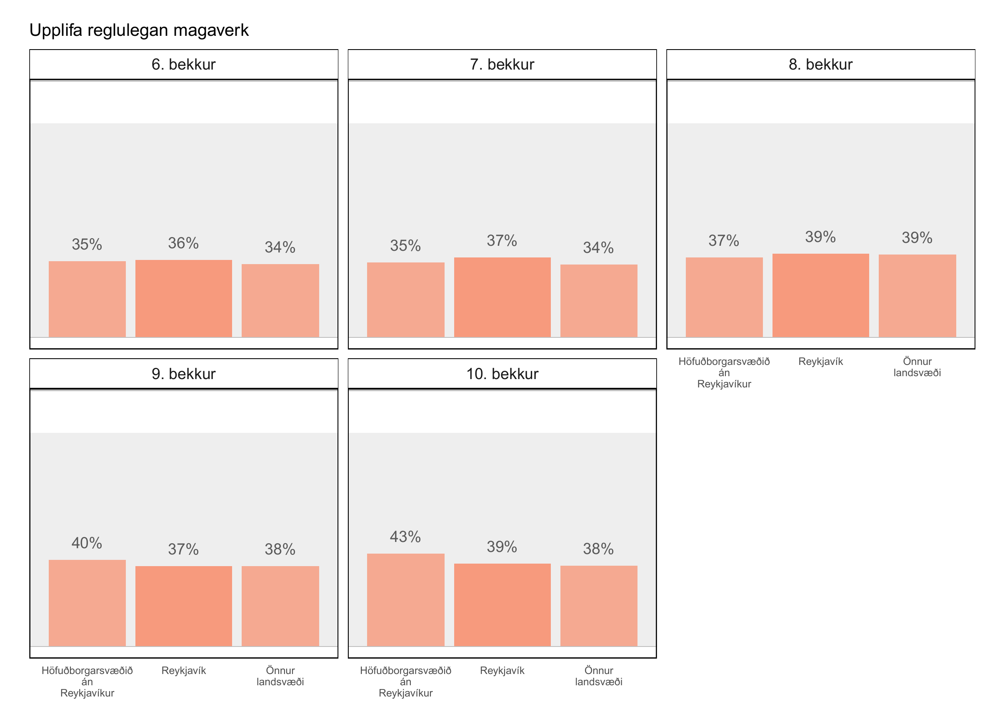 Upplifa reglulegan magaverk
6. bekkur
35%
36%
34%
7. bekkur
35%
37%
34%
8. bekkur
37%
39%
39%
Höfuðborgarsvæðið
án
Reykjavíkur
Reykjavík
Önnur
landsvæði
9. bekkur
40%
37%
38%
Höfuðborgarsvæðið
án
Reykjavíkur
Reykjavík
Önnur
landsvæði
10. bekkur
43%
39%
38%
Höfuðborgarsvæðið
án
Reykjavíkur
Reykjavík
Önnur
landsvæði